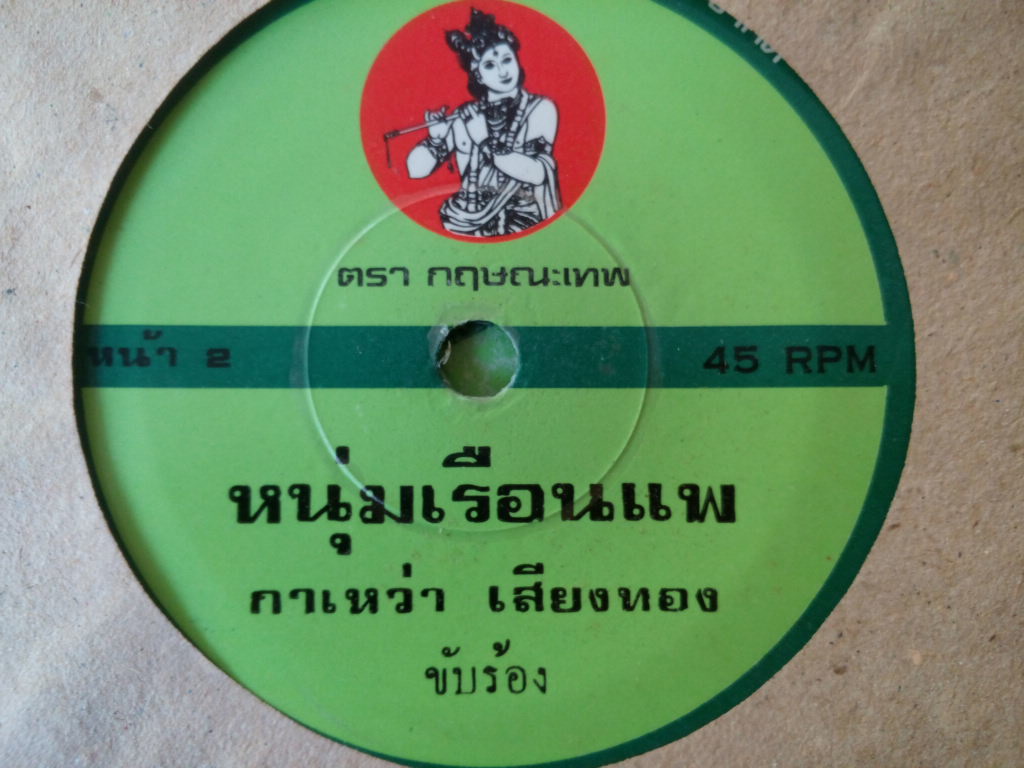 ตรา กฤษณะเทพ
หน้า 2
45 RPM
หนุ่มเรือนแพ
กาเหว่า เสียงทอง
ขับร้อง